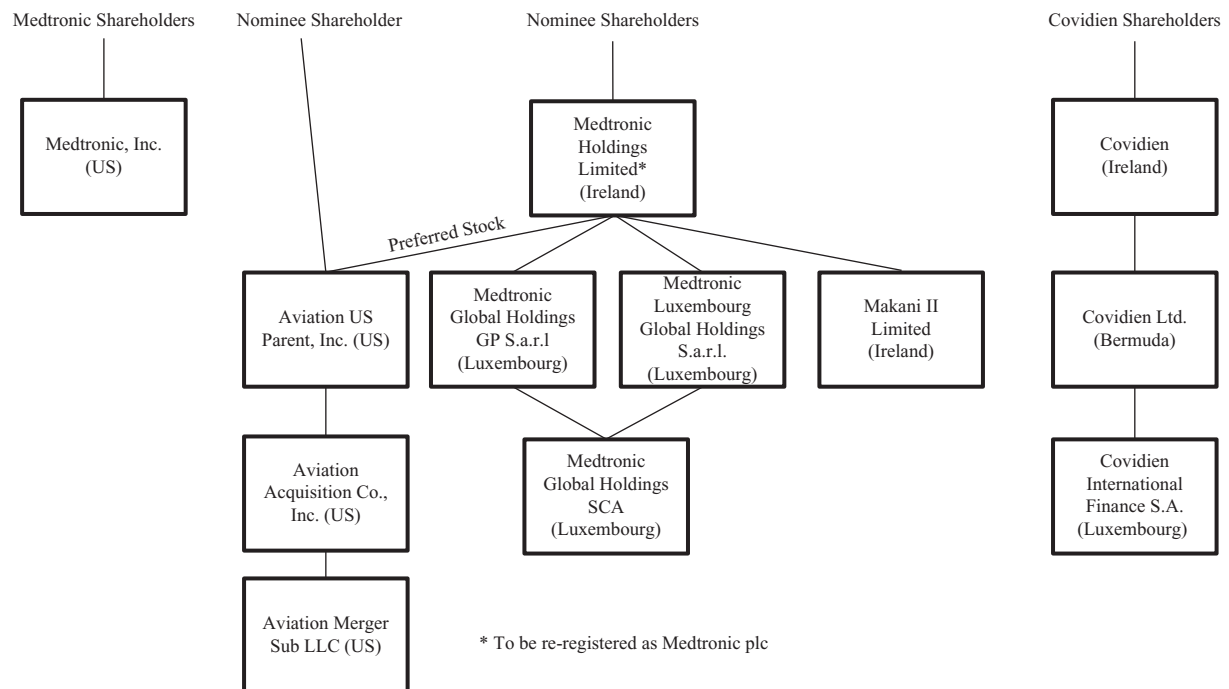 Medtronic Shareholders
Nominee Shareholder
Nominee Shareholders
Covidien Shareholders
Medtronic, Inc.
(US)
Medtronic
Holdings
Limited*
(Ireland)
Covidien
(Ireland)
Preferred Stock
Aviation US
Parent, Inc. (US)
Medtronic
Global Holdings
GP S.a.r.l
(Luxembourg)
Medtronic
Luxembourg
Global Holdings
S.a.r.l.
(Luxembourg)
Makani II
Limited
(Ireland)
Covidien Ltd.
(Bermuda)
Aviation
Acquisition Co.,
Inc. (US)
Medtronic
Global Holdings
SCA
(Luxembourg)
Covidien
International
Finance S.A.
(Luxembourg)
Aviation Merger
Sub LLC (US)
* To be re-registered as Medtronic plc